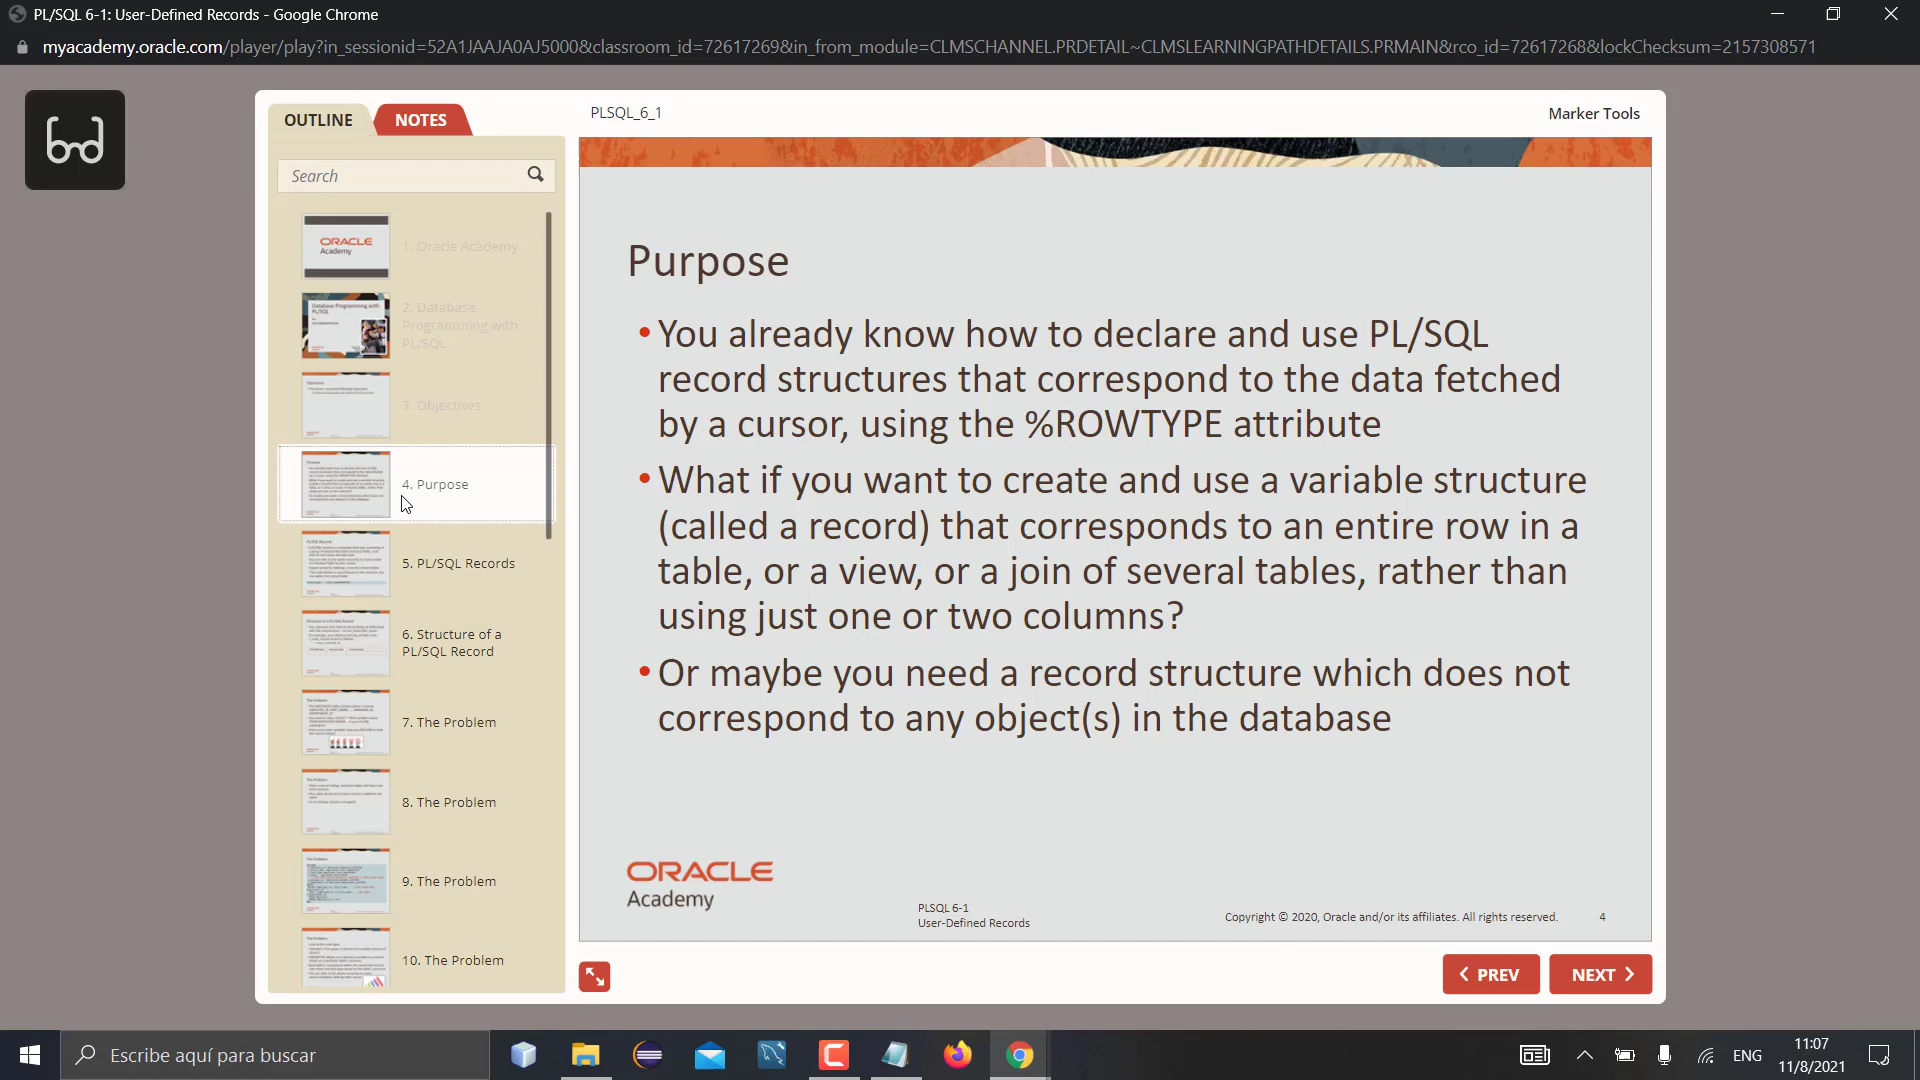 PL/SQL 6-1: User-Defined Records - Google Chrome
myacademy.oracle.com/player/play?in_sessionid=52A1JAAJA0AJ5000&classroom_id=72617269&in_from_module=CLMSCHANNEL.PRDETAIL~CLMSLEARNINGPATHDETAILS.PRMAIN&rco_id=72617268&lockChecksum=2157308571
OUTLINE
NOTES
Search
ORACLE
Academy
1. Oracle Academy
2. Database
Programming with
PL/SQL
3. Objectives
4. Purpose
5. PL/SQL Records
6. Structure of a
PL/SQL Record
7. The Problem
8. The Problem
9. The Problem
10. The Problem
PLSQL_6_1
Marker Tools
Purpose
•You already know how to declare and use PL/SQL
record structures that correspond to the data fetched
by a cursor, using the %ROWTYPE attribute
•What if you want to create and use a variable structure
(called a record) that corresponds to an entire row in a
table, or a view, or a join of several tables, rather than
using just one or two columns?
•Or maybe you need a record structure which does not
correspond to any object(s) in the database
ORACLE
Academy
PLSQL 6-1
User-Defined Records
Copyright © 2020, Oracle and/or its affiliates. All rights reserved.
4
PREV
NEXT
Escribe aquí para buscar
ENG
11:07
11/8/2021